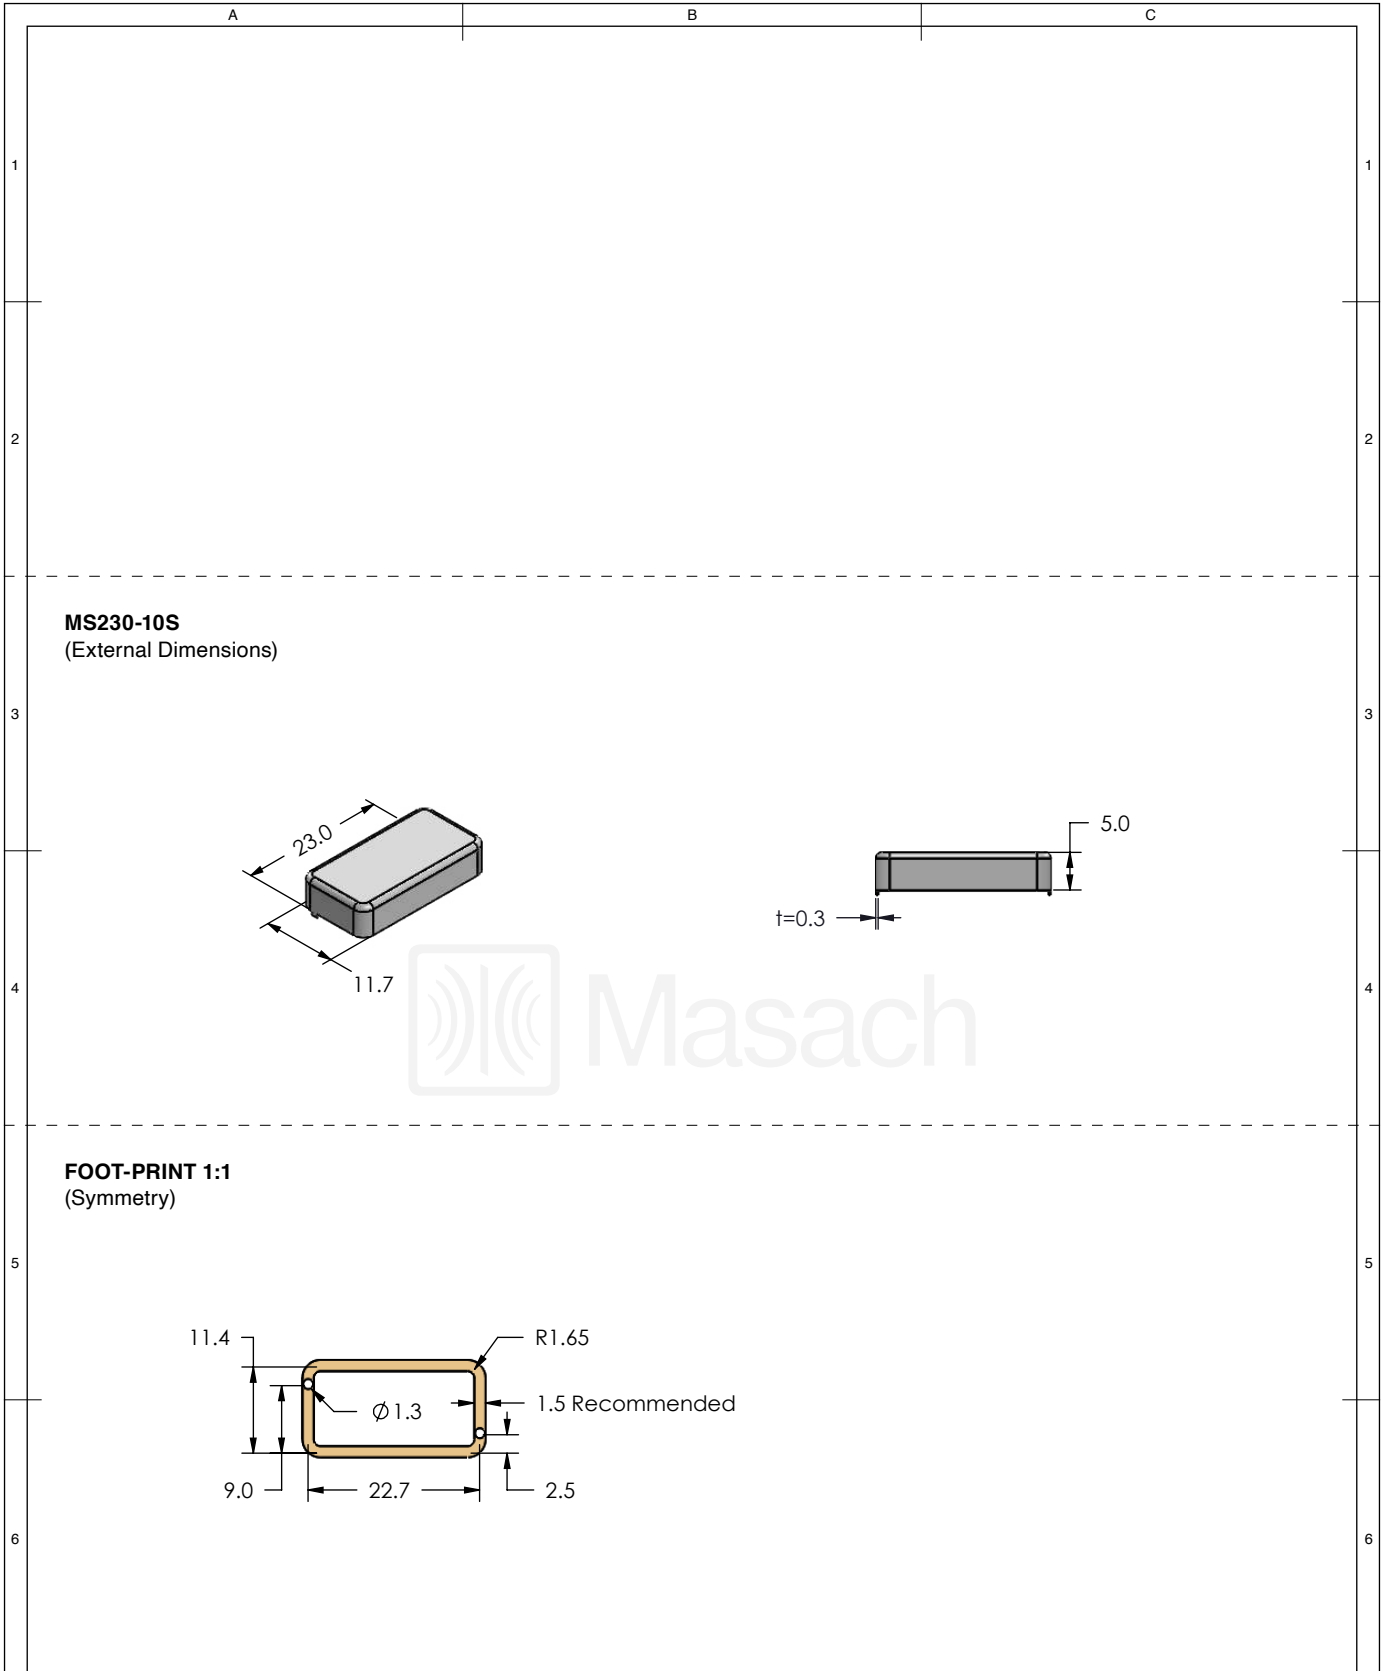 A B C
1 1
2 2
MS230-10S
(External Dimensions)
3 3
23.0
5.0
t=0.3
11.7
4 4
Masach
FOOT-PRINT 1:1
(Symmetry)
5 5
11.4 R1.65
1.5 Recommended
Ø1.3
9.0 22.7 2.5
6 6